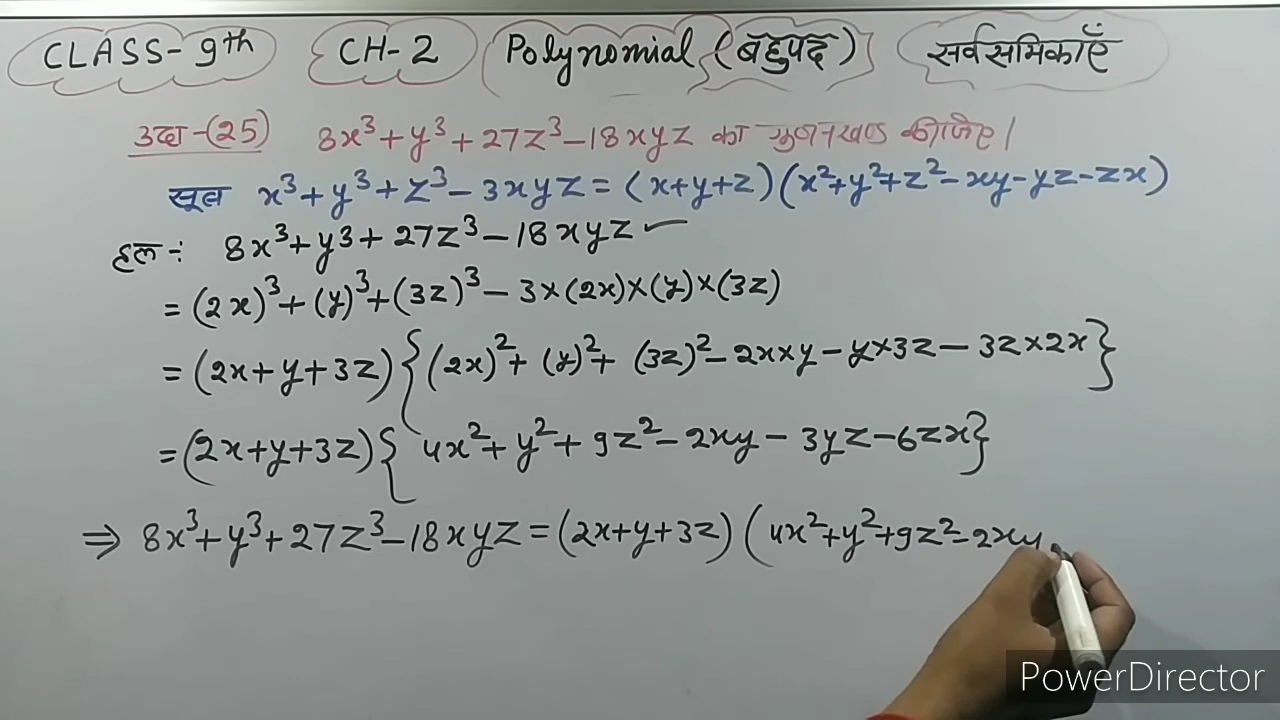 CLASS-9th CH-2 Polynomial (बहुपद) सर्वसमिकाएँ
उदा-(25) 8x³+y³+27z³-18xyz का गुणनखण्ड कीजिए।
सूत्र x³+y³+z³-3xyz=(x+y+z)(x²+y²+z²-xy-yz-zx)
हल÷ 8x³+y³+27z³-18xyz
=(2x)³+(y)³+(3z)³-3×(2x)×(y)×(3z)
=(2x+y+3z){(2x)²+(y)²+(3z)²-2x×y-y×3z-3z×2x}
=(2x+y+3z){4x²+y²+9z²-2xy-3yz-6zx}
⇒ 8x³+y³+27z³-18xyz=(2x+y+3z)(4x²+y²+9z²-2xy
PowerDirector